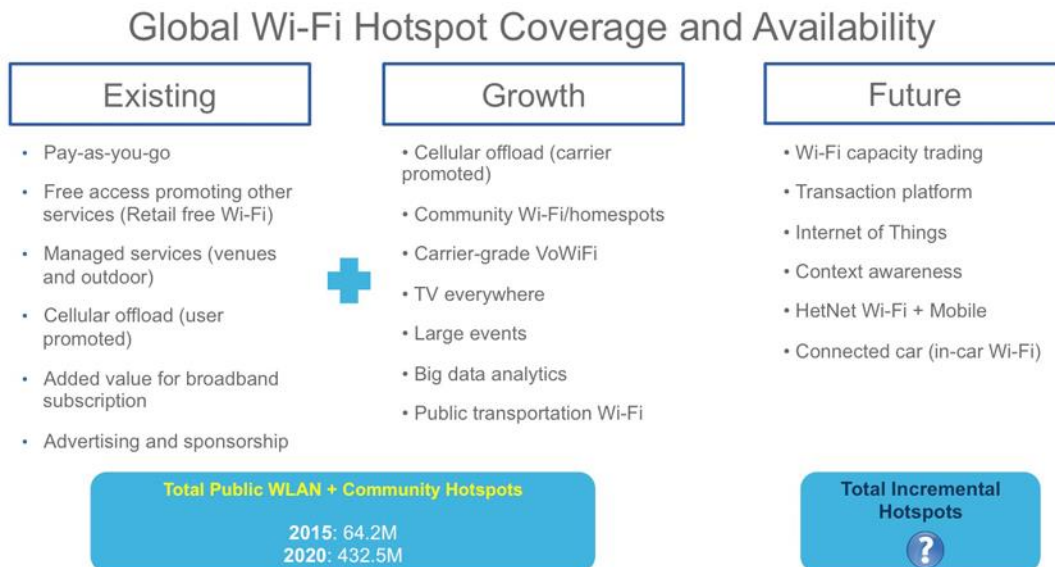 Global Wi-Fi Hotspot Coverage and Availability
Existing
• Pay-as-you-go
• Free access promoting other
services (Retail free Wi-Fi)
• Managed services (venues
and outdoor)
• Cellular offload (user
promoted)
• Added value for broadband
subscription
• Advertising and sponsorship
Growth
• Cellular offload (carrier
promoted)
• Community Wi-Fi/homespots
• Carrier-grade VoWiFi
• TV everywhere
• Large events
• Big data analytics
• Public transportation Wi-Fi
Future
• Wi-Fi capacity trading
• Transaction platform
• Internet of Things
• Context awareness
• HetNet Wi-Fi + Mobile
• Connected car (in-car Wi-Fi)
Total Public WLAN + Community Hotspots
2015: 64.2M
2020: 432.5M
Total Incremental
Hotspots
?